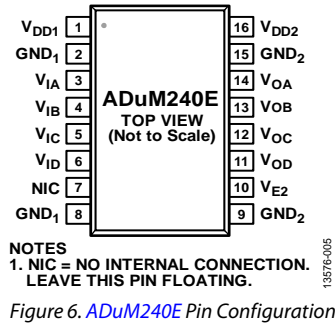 VDD1 1 16 VDD2
GND1 2 15 GND2
VIA 3 14 VOA
VIB 4 ADuM240E 13 VOB
TOP VIEW
VIC 5 (Not to Scale) 12 VOC
VID 6 11 VOD
NIC 7 10 VE2
GND1 8 9 GND2
NOTES
1. NIC = NO INTERNAL CONNECTION.
LEAVE THIS PIN FLOATING.
13576-005
Figure 6. ADuM240E Pin Configuration